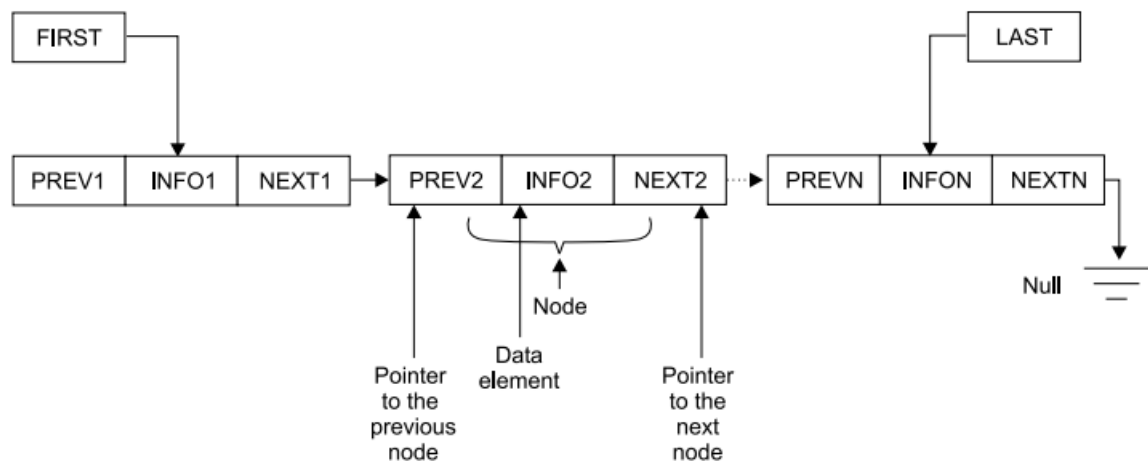 FIRST
LAST
PREV1 INFO1 NEXT1 PREV2 INFO2 NEXT2 PREVN INFON NEXTN
Null
Node
Data
element
Pointer
to the
previous
node
Pointer
to the
next
node